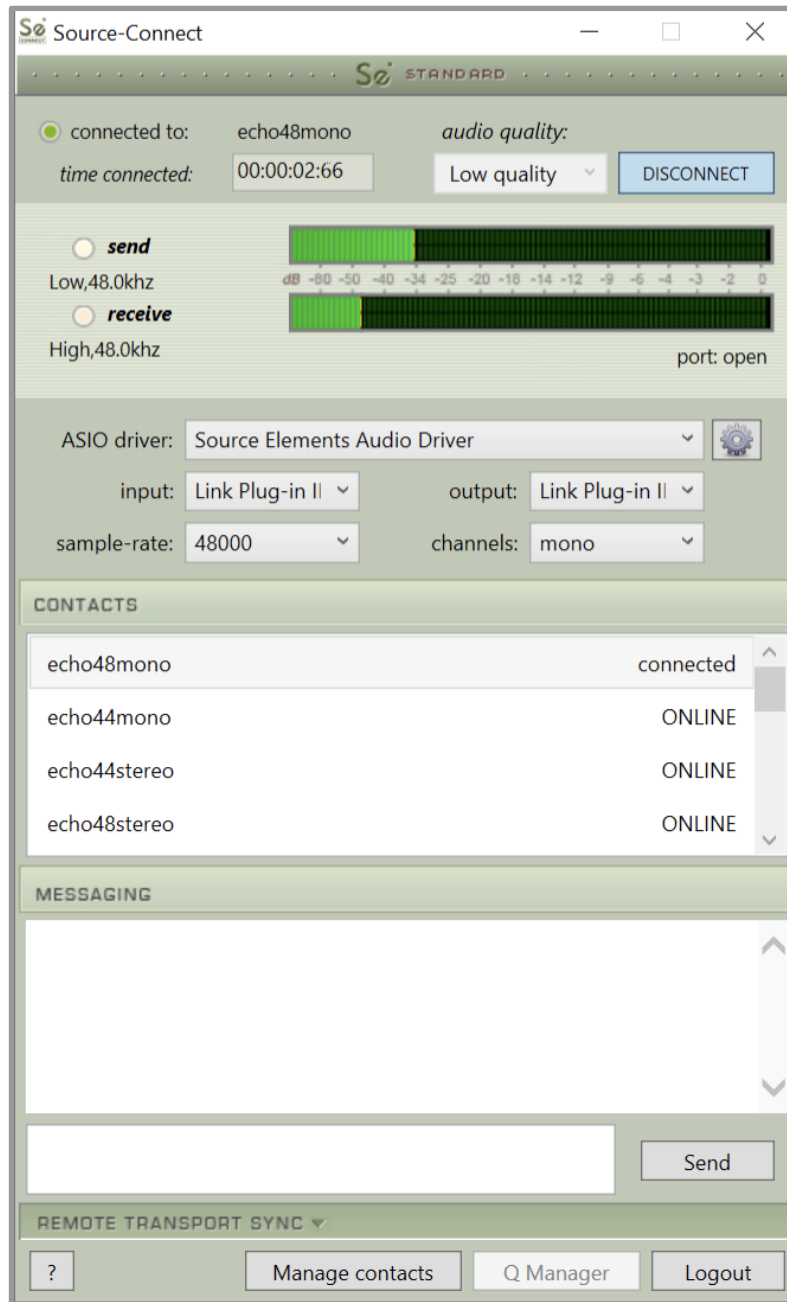 Se CONNECT Source-Connect
Se STANDARD
connected to: echo48mono audio quality:
time connected: 00:00:02:66 Low quality DISCONNECT
send
Low,48.0khz dB -80 -50 -40 -34 -25 -20 -16 -14 -12 -9 -6 -4 -3 -2 0
receive
High,48.0khz port: open
ASIO driver: Source Elements Audio Driver
input: Link Plug-in II output: Link Plug-in II
sample-rate: 48000 channels: mono
CONTACTS
echo48mono connected
echo44mono ONLINE
echo44stereo ONLINE
echo48stereo ONLINE
MESSAGING
Send
REMOTE TRANSPORT SYNC
? Manage contacts Q Manager Logout